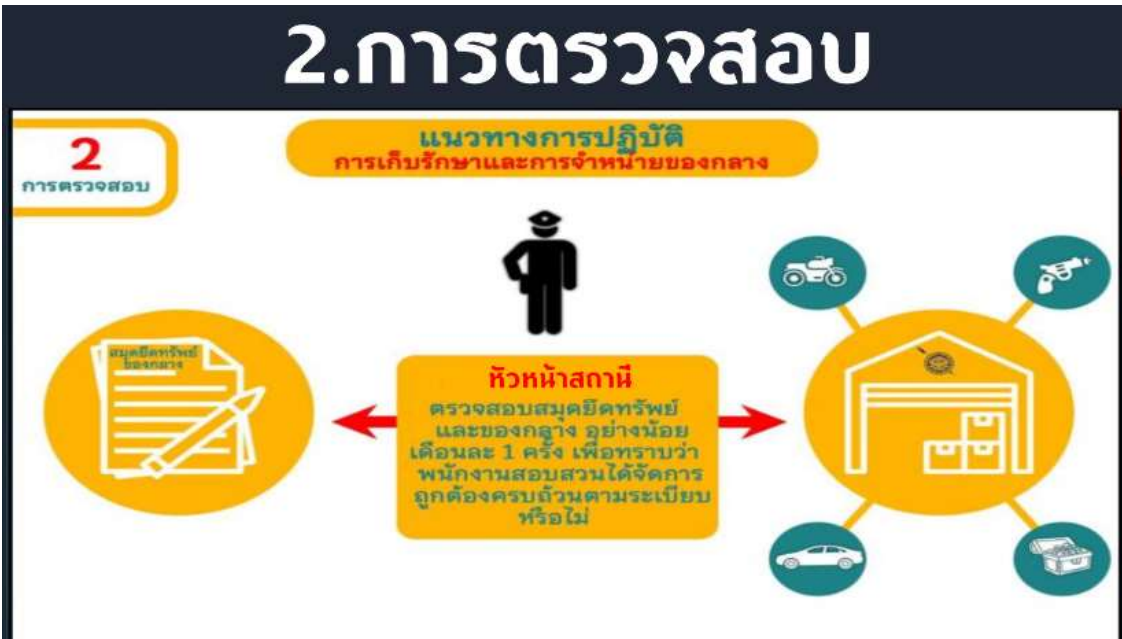 2.การตรวจสอบ
2
การตรวจสอบ
แนวทางการปฏิบัติ
การเก็บรักษาและการจำหน่ายของกลาง
สมุดยึดทรัพย์
ของกลาง
หัวหน้าสถานี
ตรวจสอบสมุดยึดทรัพย์
และของกลาง อย่างน้อย
เดือนละ 1 ครั้ง เพื่อทราบว่า
พนักงานสอบสวนได้จัดการ
ถูกต้องครบถ้วนตามระเบียบ
หรือไม่